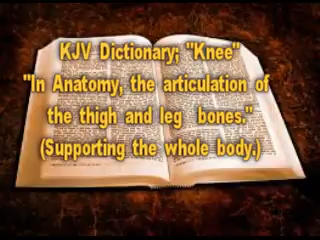 KJV Dictionary; "Knee"
"In Anatomy, the articulation of
the thigh and leg bones."
(Supporting the whole body.)